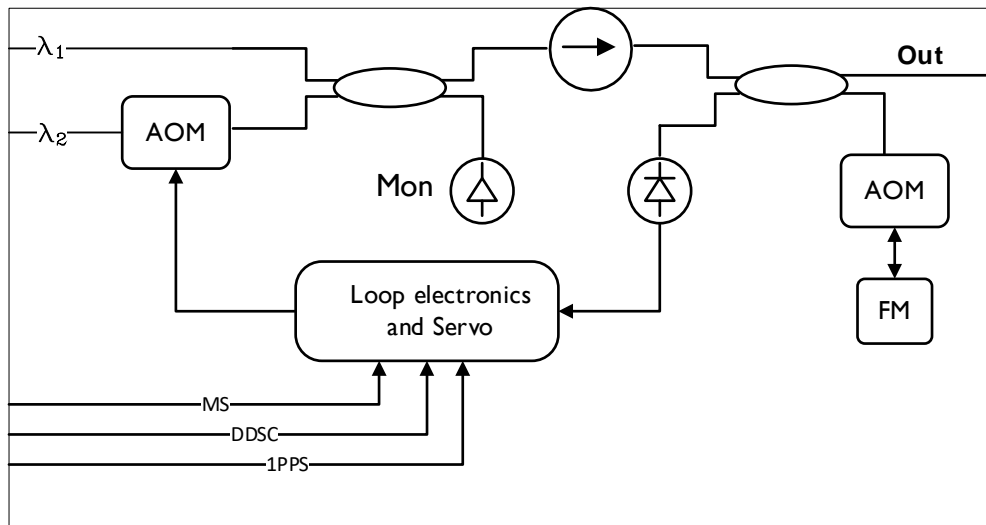 λ1
Out
λ2
AOM
Mon
AOM
Loop electronics
and Servo
FM
MS
DDSC
1PPS